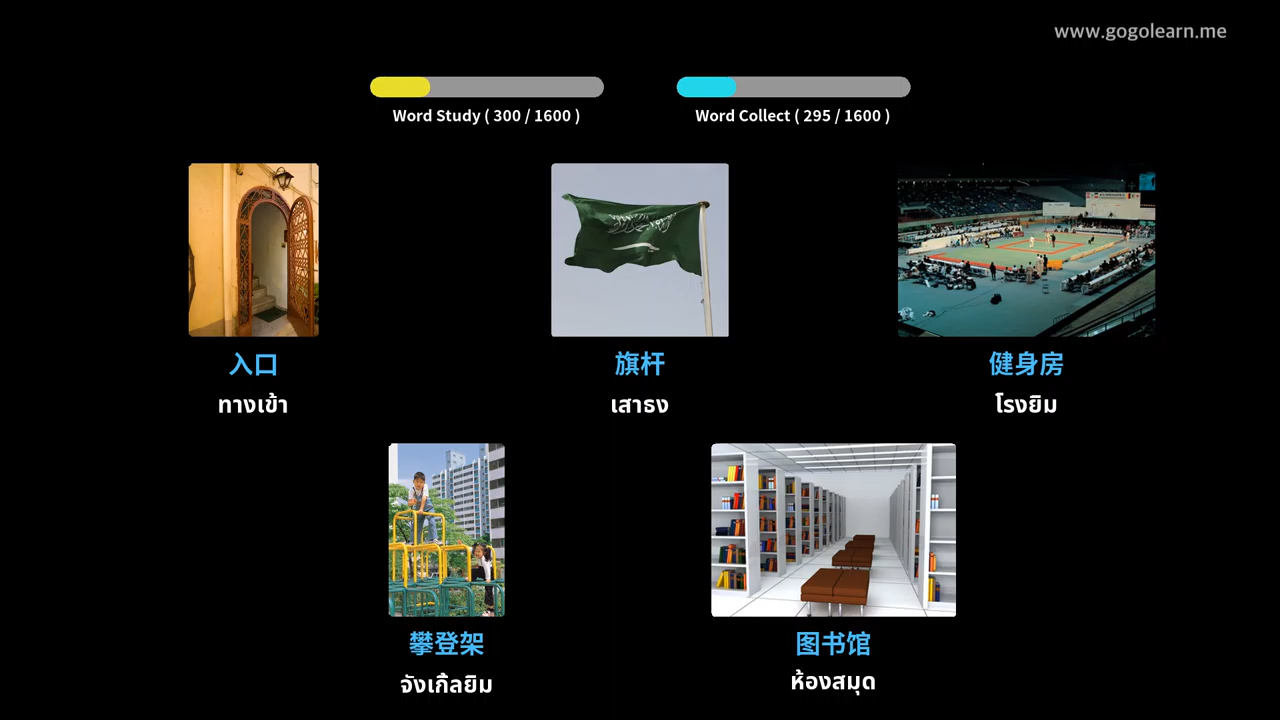 www.gogolearn.me
Word Study ( 300 / 1600 )
Word Collect ( 295 / 1600 )
入口
旗杆
健身房
ทางเข้า
เสาธง
โรงยิม
攀登架
图书馆
จังเกิ้ลยิม
ห้องสมุด